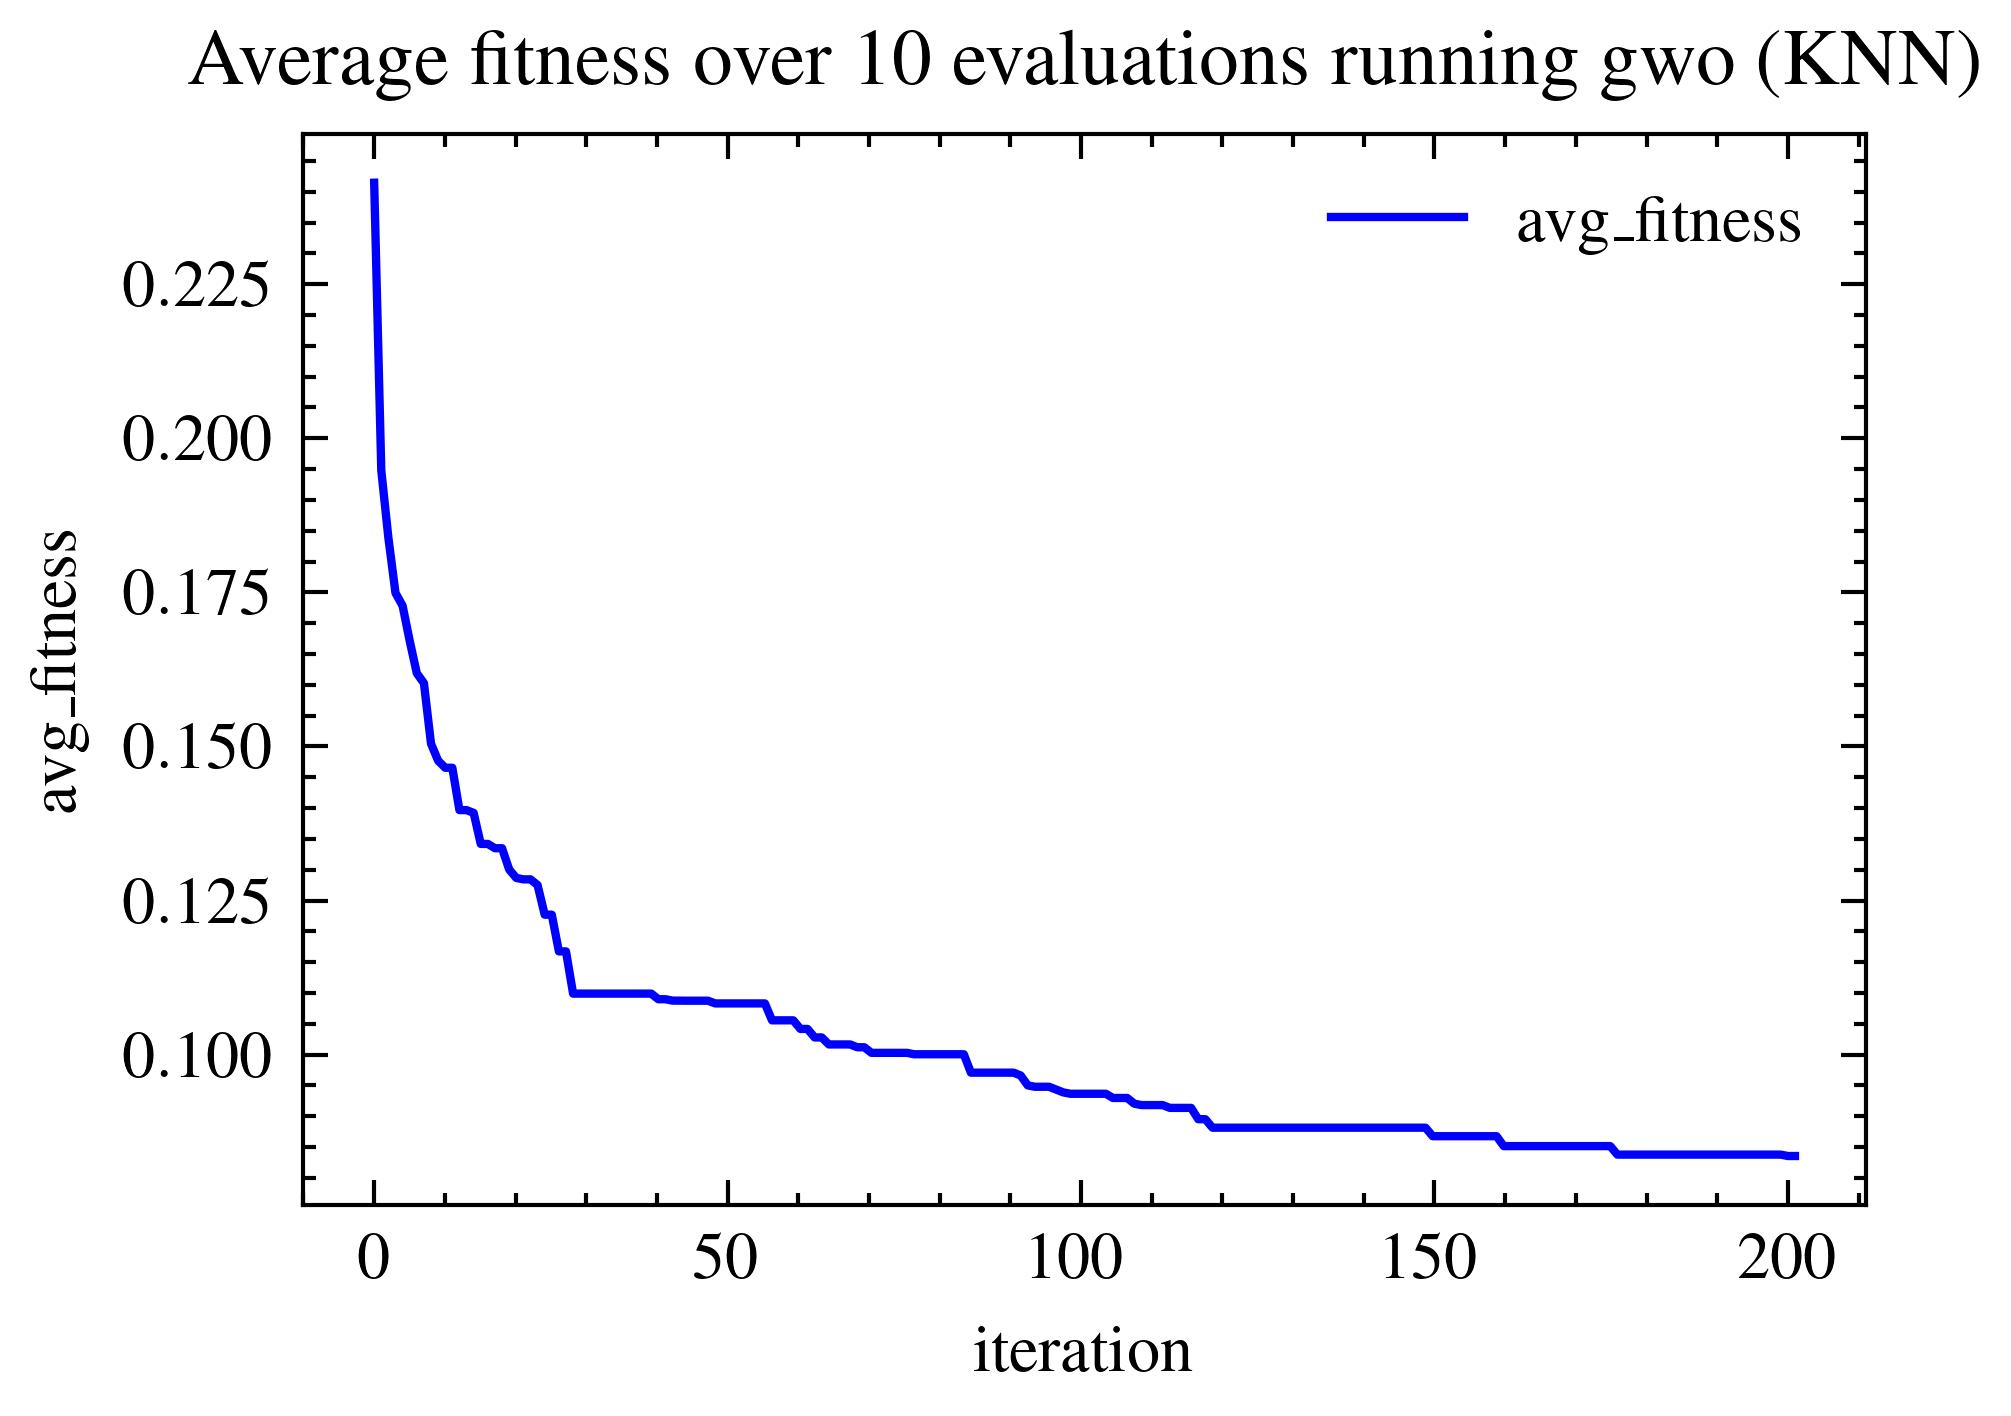 Average fitness over 10 evaluations running gwo (KNN)
avg_fitness
0.225
0.200
0.175
0.150
0.125
0.100
avg_fitness
0 50 100 150 200
iteration